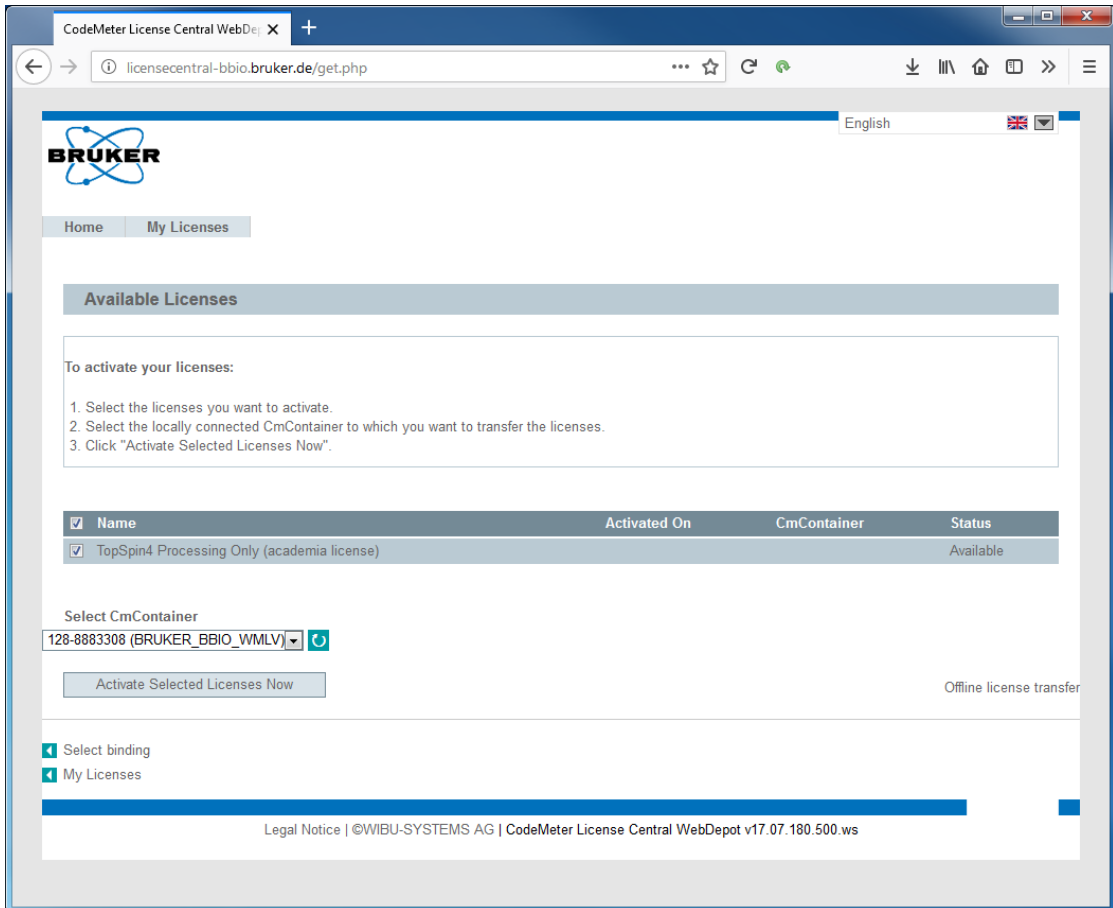 CodeMeter License Central WebDep
licensecentral-bbio.bruker.de/get.php
English
BRUKER
Home My Licenses
Available Licenses
To activate your licenses:
1. Select the licenses you want to activate.
2. Select the locally connected CmContainer to which you want to transfer the licenses.
3. Click "Activate Selected Licenses Now".
Name Activated On CmContainer Status
TopSpin4 Processing Only (academia license) Available
Select CmContainer
128-8883308 (BRUKER_BBIO_WMLV)
Activate Selected Licenses Now
Offline license transfer
Select binding
My Licenses
Legal Notice | ©WIBU-SYSTEMS AG | CodeMeter License Central WebDepot v17.07.180.500.ws